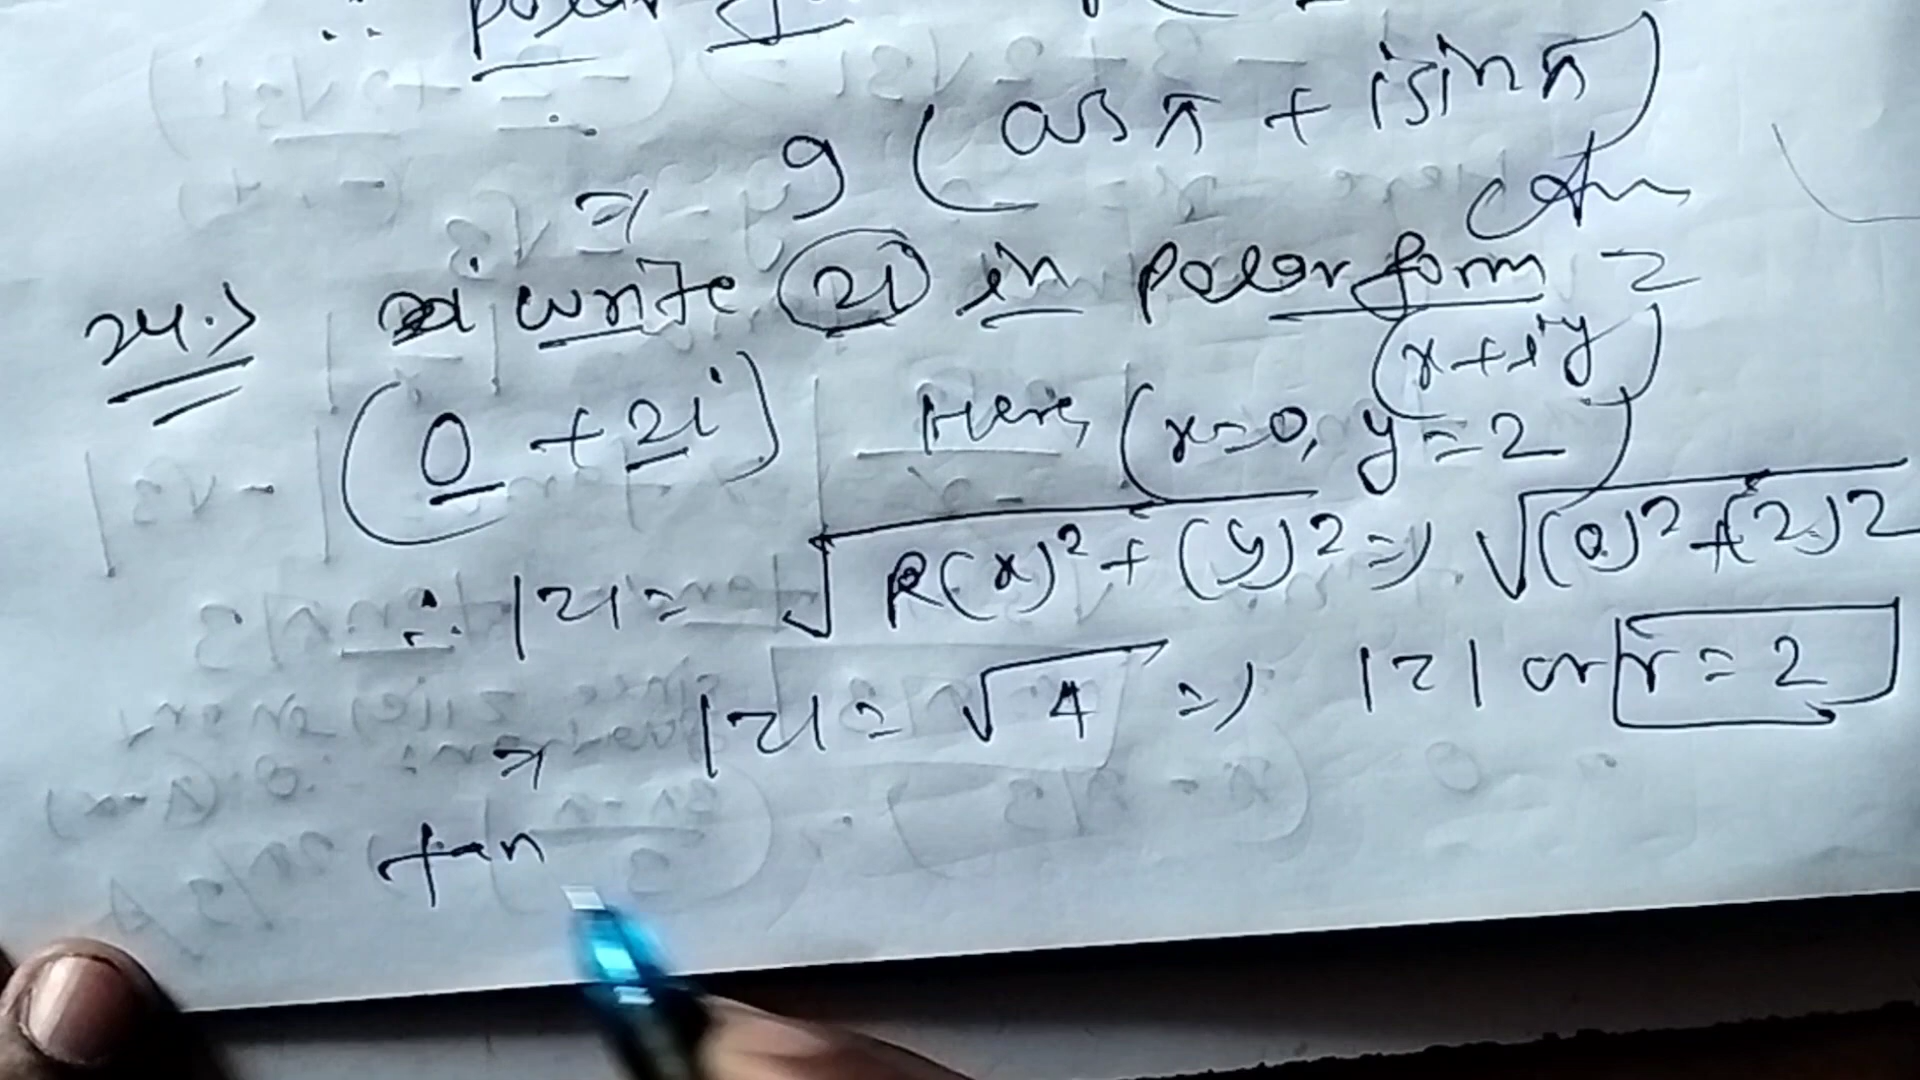 ∴ polar
⇒ 9 (cos π + i sin π)
Ans
24.) write 2i in polar form =
(x + iy)
(0 + 2i) Here, (x=0, y=2)
∴ |z| = √R(x)² + (y)² ⇒ √(0)² + (2)²
⇒ |z| = √4 ⇒ |z| or r = 2
tan